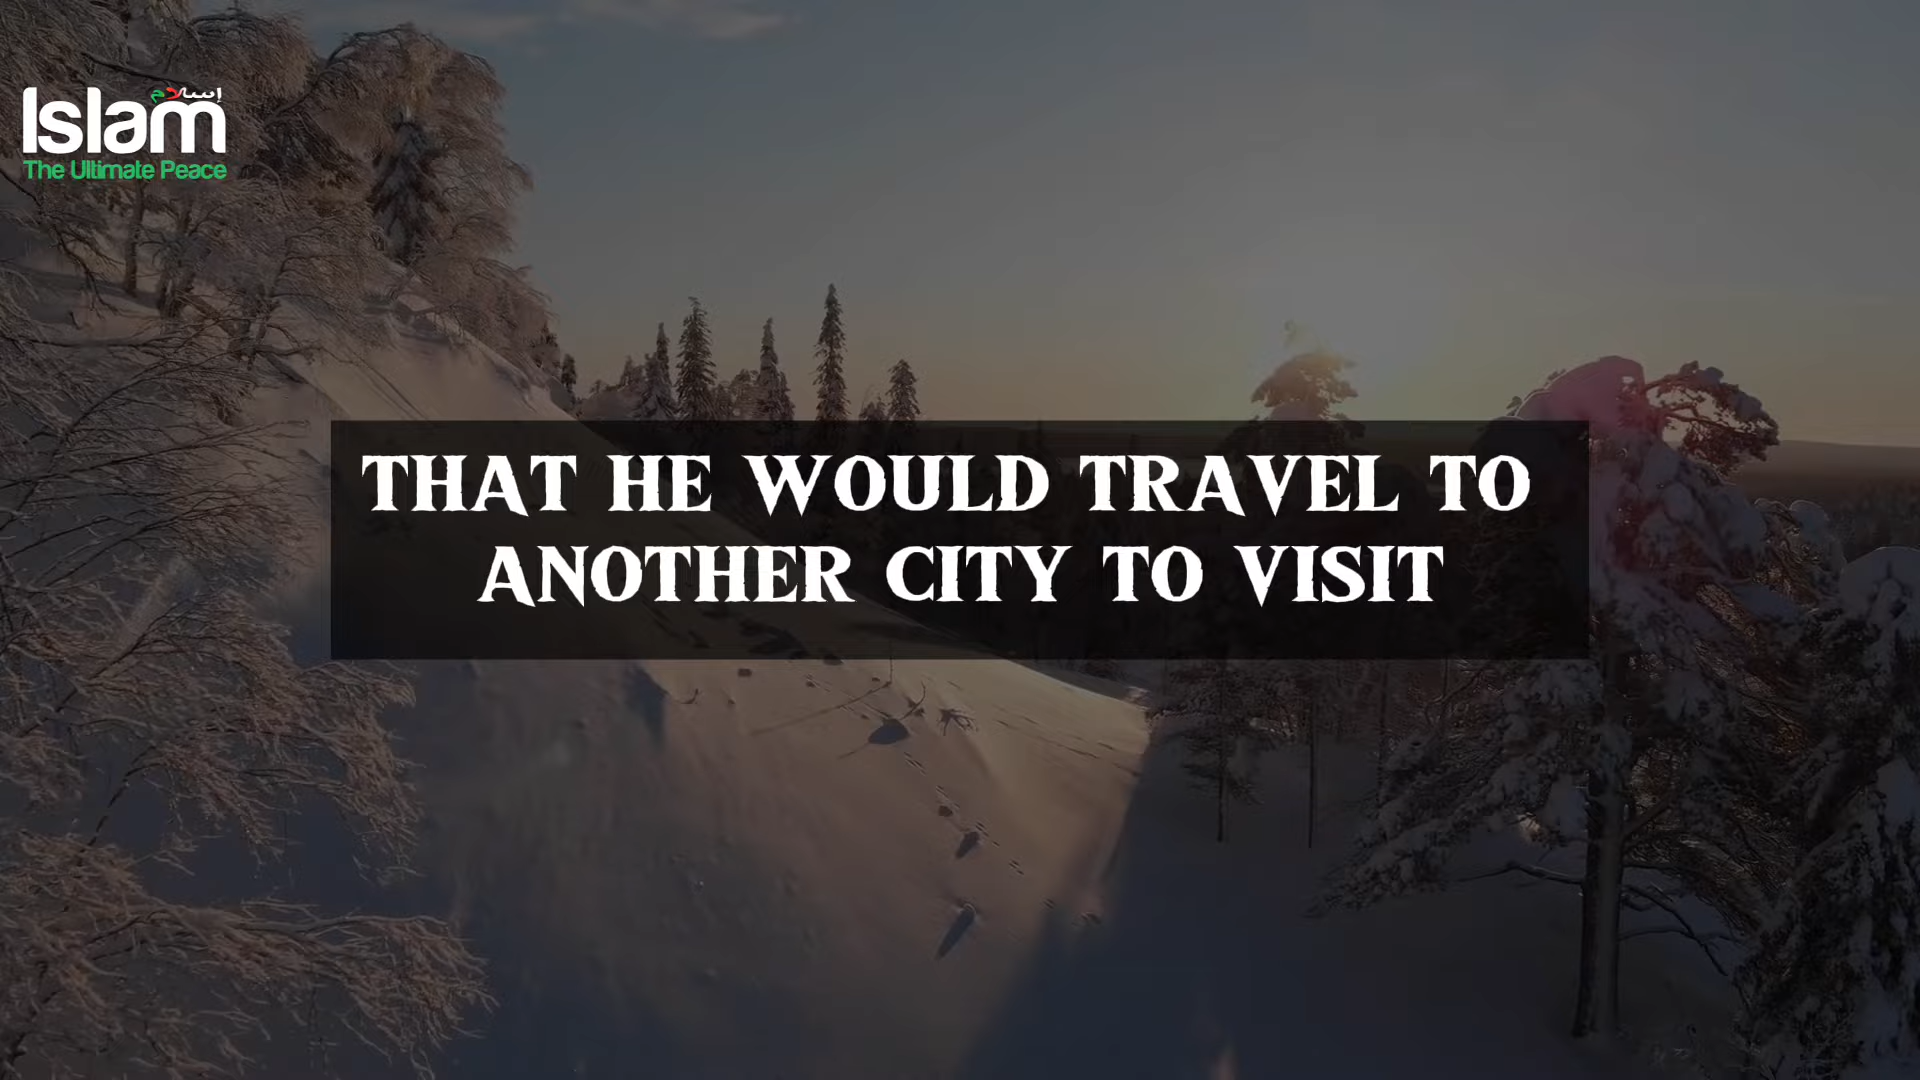 إسلام
Islam
The Ultimate Peace
THAT HE WOULD TRAVEL TO
ANOTHER CITY TO VISIT